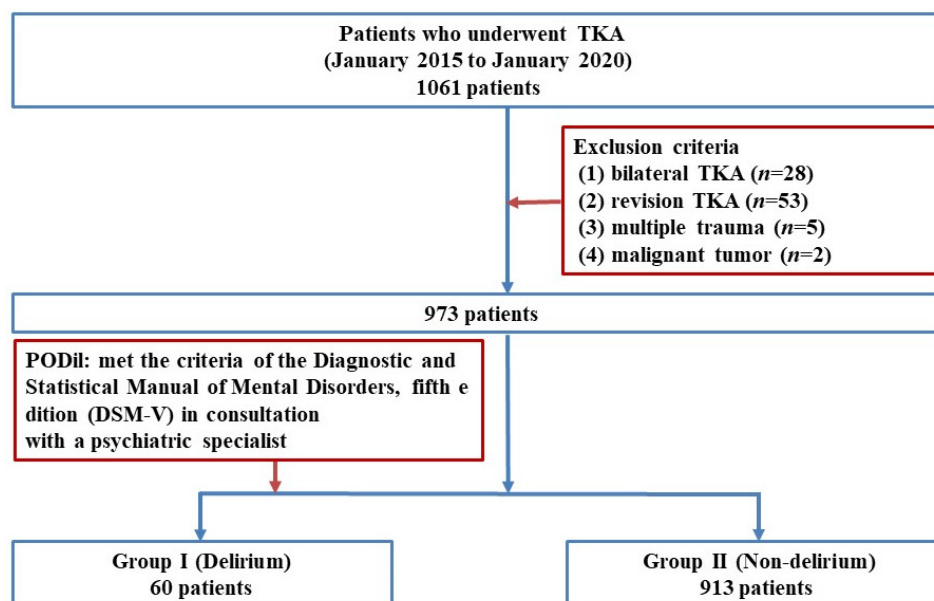 Patients who underwent TKA
(January 2015 to January 2020)
1061 patients
Exclusion criteria
(1) bilateral TKA (n=28)
(2) revision TKA (n=53)
(3) multiple trauma (n=5)
(4) malignant tumor (n=2)
973 patients
PODil: met the criteria of the Diagnostic and
Statistical Manual of Mental Disorders, fifth e
dition (DSM-V) in consultation
with a psychiatric specialist
Group I (Delirium)
60 patients
Group II (Non-delirium)
913 patients